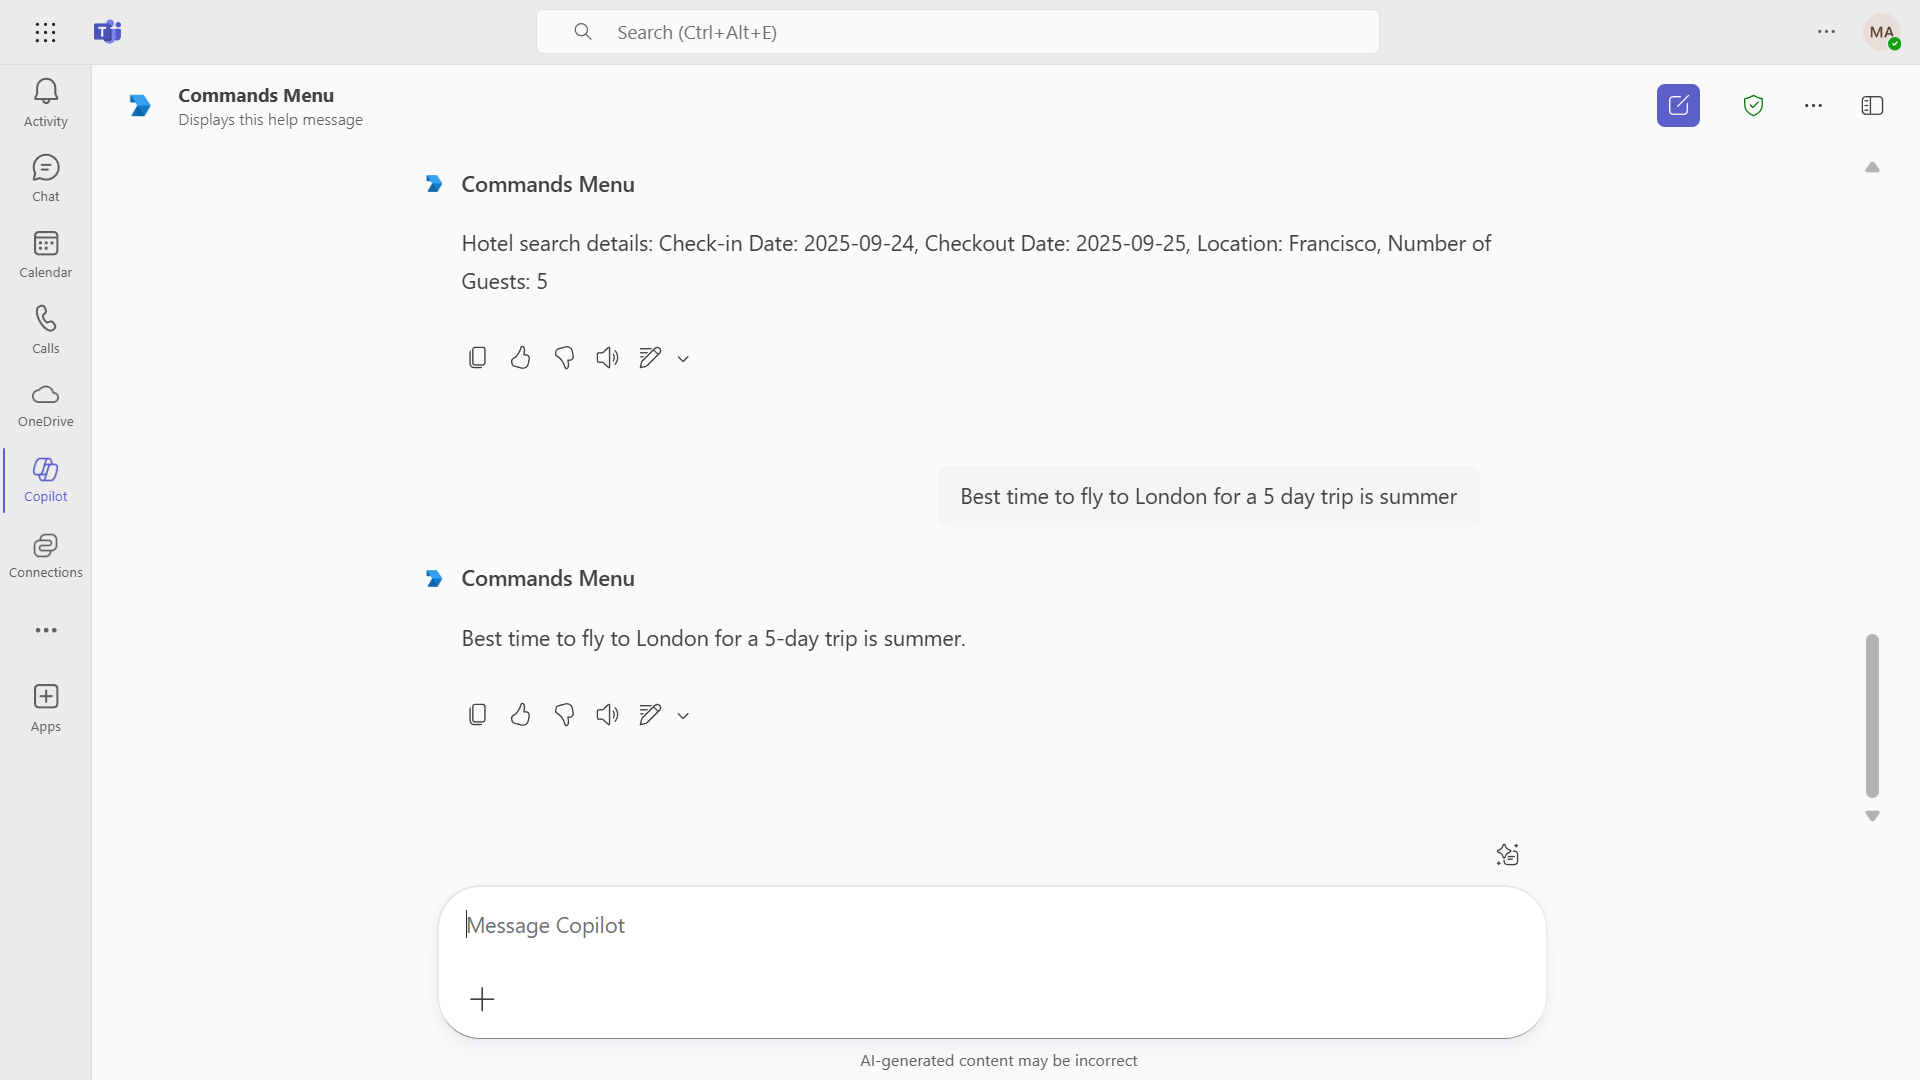 Search (Ctrl+Alt+E)
MA
Activity
Chat
Calendar
Calls
OneDrive
Copilot
Connections
Apps
Commands Menu
Displays this help message
Commands Menu
Hotel search details: Check-in Date: 2025-09-24, Checkout Date: 2025-09-25, Location: Francisco, Number of
Guests: 5
Best time to fly to London for a 5 day trip is summer
Commands Menu
Best time to fly to London for a 5-day trip is summer.
Message Copilot
AI-generated content may be incorrect